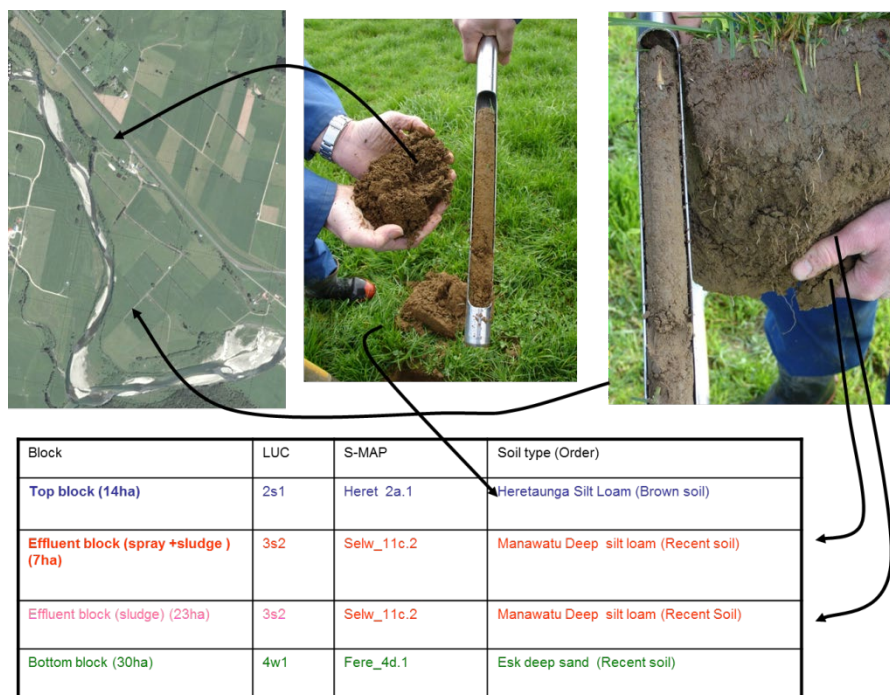 Block LUC S-MAP Soil type (Order)
Top block (14ha) 2s1 Heret 2a.1 Heretaunga Silt Loam (Brown soil)
Effluent block (spray +sludge ) 3s2 Selw_11c.2 Manawatu Deep silt loam (Recent soil)
(7ha)
Effluent block (sludge) (23ha) 3s2 Selw_11c.2 Manawatu Deep silt loam (Recent Soil)
Bottom block (30ha) 4w1 Fere_4d.1 Esk deep sand (Recent soil)